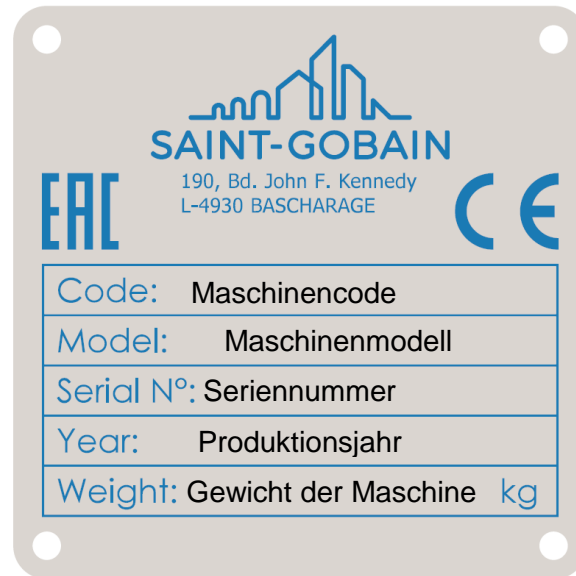 SAINT-GOBAIN
190, Bd. John F. Kennedy
L-4930 BASCHARAGE
EAC CE
Code: Maschinencode
Model: Maschinenmodell
Serial N°: Seriennummer
Year: Produktionsjahr
Weight: Gewicht der Maschine kg